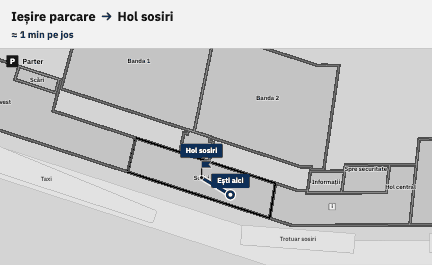 Ieșire parcare → Hol sosiri
≈ 1 min pe jos
P Parter
Scări
Banda 1
Banda 2
vest
Hol sosiri
Ești aici
Informații
Spre securitate
Hol central
Taxi
Trotuar sosiri